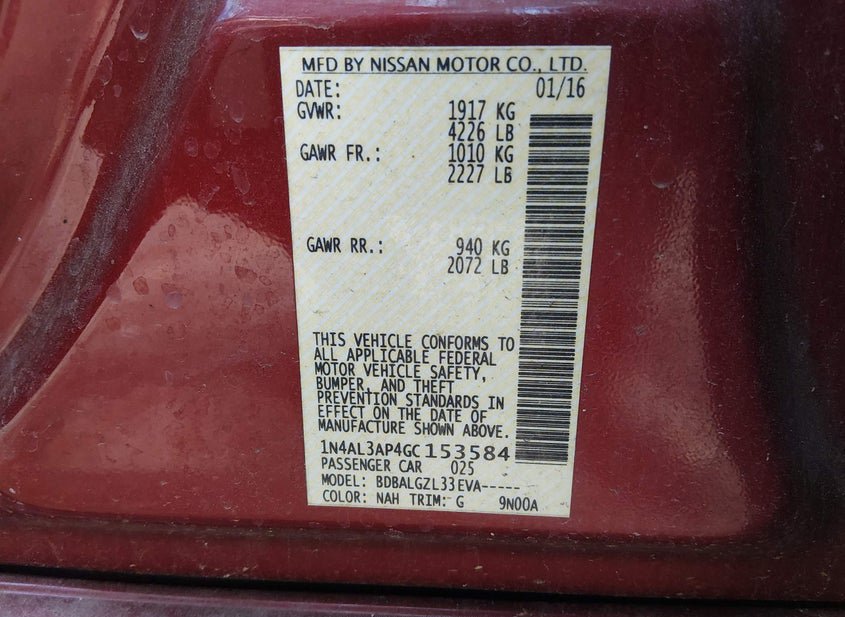 MFD BY NISSAN MOTOR CO., LTD.
DATE: 01/16
GVWR: 1917 KG
4226 LB
GAWR FR.: 1010 KG
2227 LB
GAWR RR.: 940 KG
2072 LB
THIS VEHICLE CONFORMS TO
ALL APPLICABLE FEDERAL
MOTOR VEHICLE SAFETY,
BUMPER, AND THEFT
PREVENTION STANDARDS IN
EFFECT ON THE DATE OF
MANUFACTURE SHOWN ABOVE.
1N4AL3AP4GC153584
PASSENGER CAR 025
MODEL: BDBALGZL33EVA-----
COLOR: NAH TRIM: G 9N00A